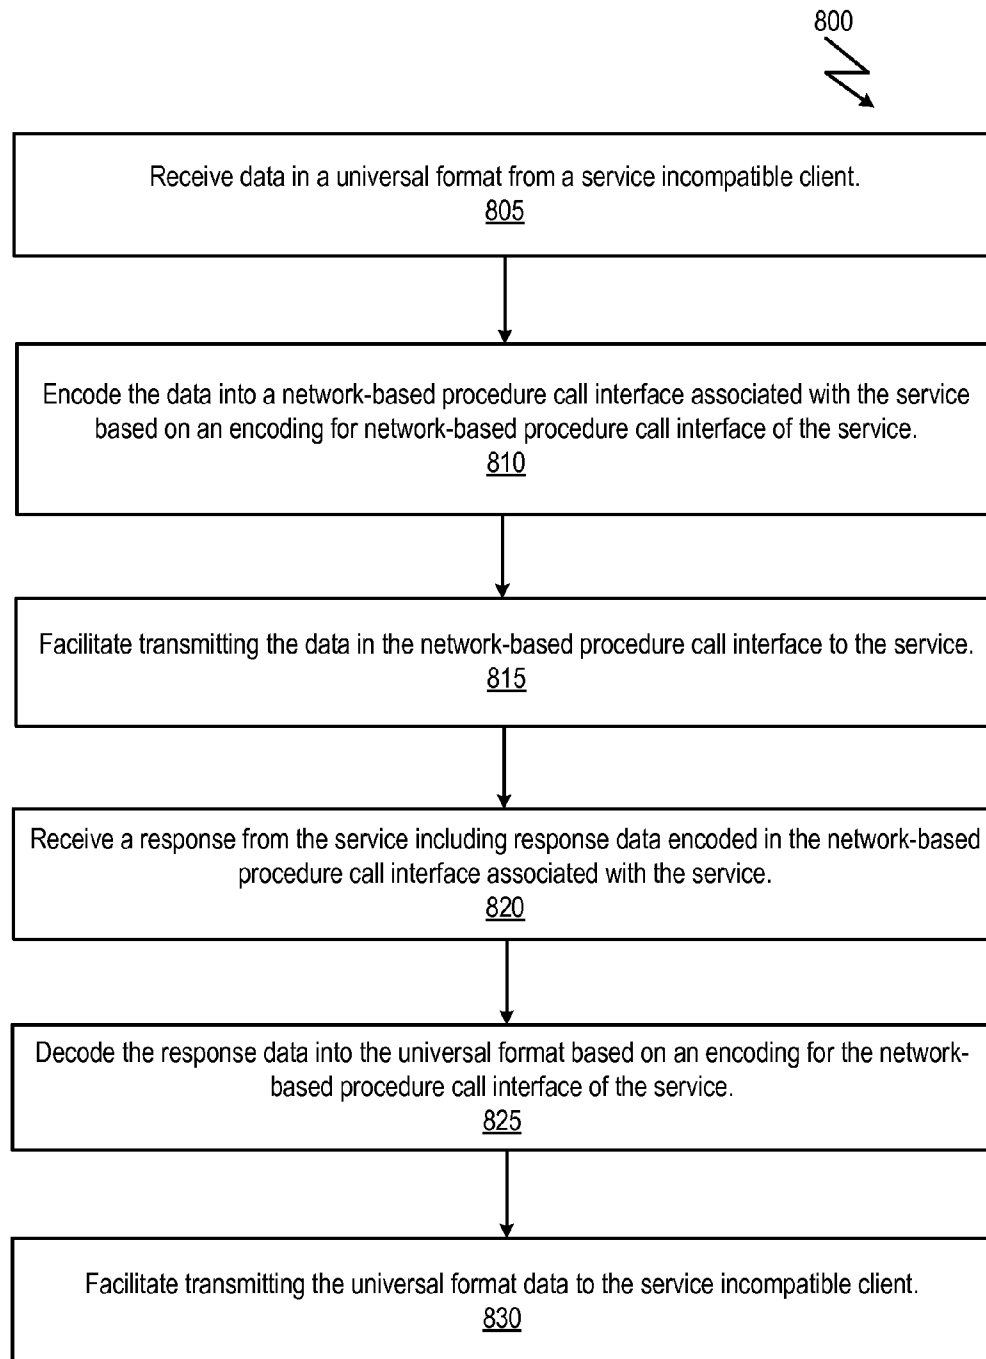 800
Receive data in a universal format from a service incompatible client.
805
Encode the data into a network-based procedure call interface associated with the service
based on an encoding for network-based procedure call interface of the service.
810
Facilitate transmitting the data in the network-based procedure call interface to the service.
815
Receive a response from the service including response data encoded in the network-based
procedure call interface associated with the service.
820
Decode the response data into the universal format based on an encoding for the network-
based procedure call interface of the service.
825
Facilitate transmitting the universal format data to the service incompatible client.
830